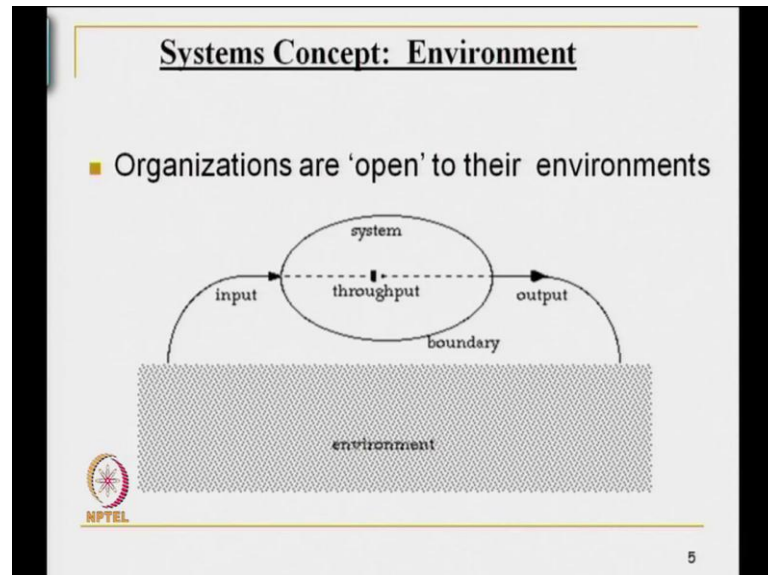 Systems Concept: Environment
Organizations are 'open' to their environments
system
input
throughput
output
boundary
environment
NPTEL
5